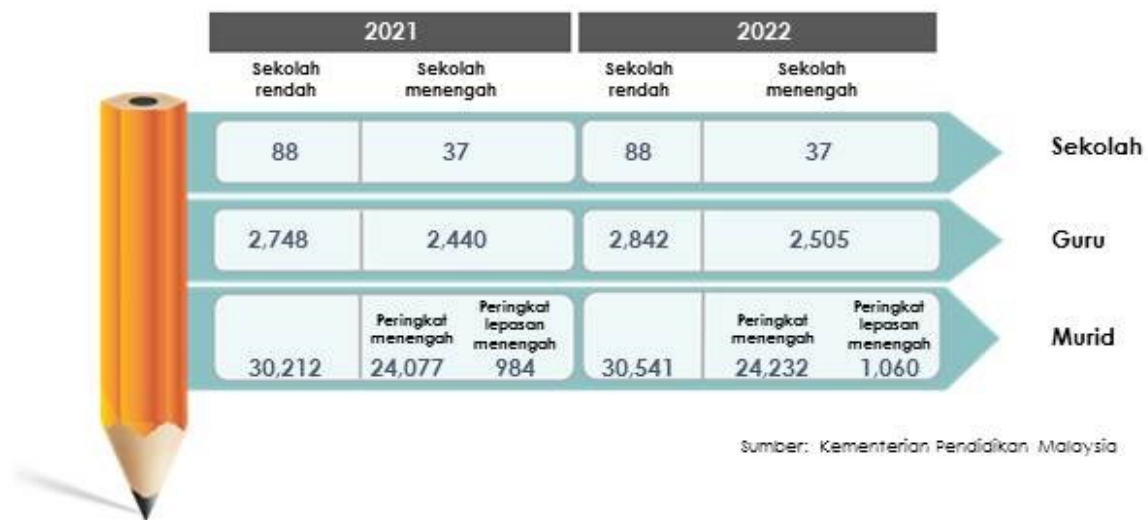 2021 2022
Sekolah rendah Sekolah menengah Sekolah rendah Sekolah menengah
88 37 88 37 Sekolah
2,748 2,440 2,842 2,505 Guru
Peringkat menengah Peringkat lepasan menengah Peringkat menengah Peringkat lepasan menengah Murid
30,212 24,077 984 30,541 24,232 1,060
Sumber: Kementerian Pendidikan Malaysia